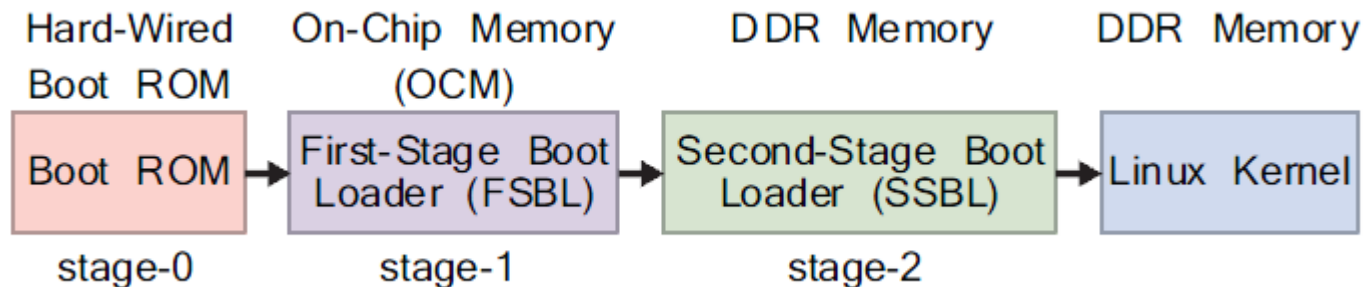 Hard-Wired
Boot ROM
On-Chip Memory
(OCM)
DDR Memory
DDR Memory
Boot ROM
First-Stage Boot
Loader (FSBL)
Second-Stage Boot
Loader (SSBL)
Linux Kernel
stage-0
stage-1
stage-2